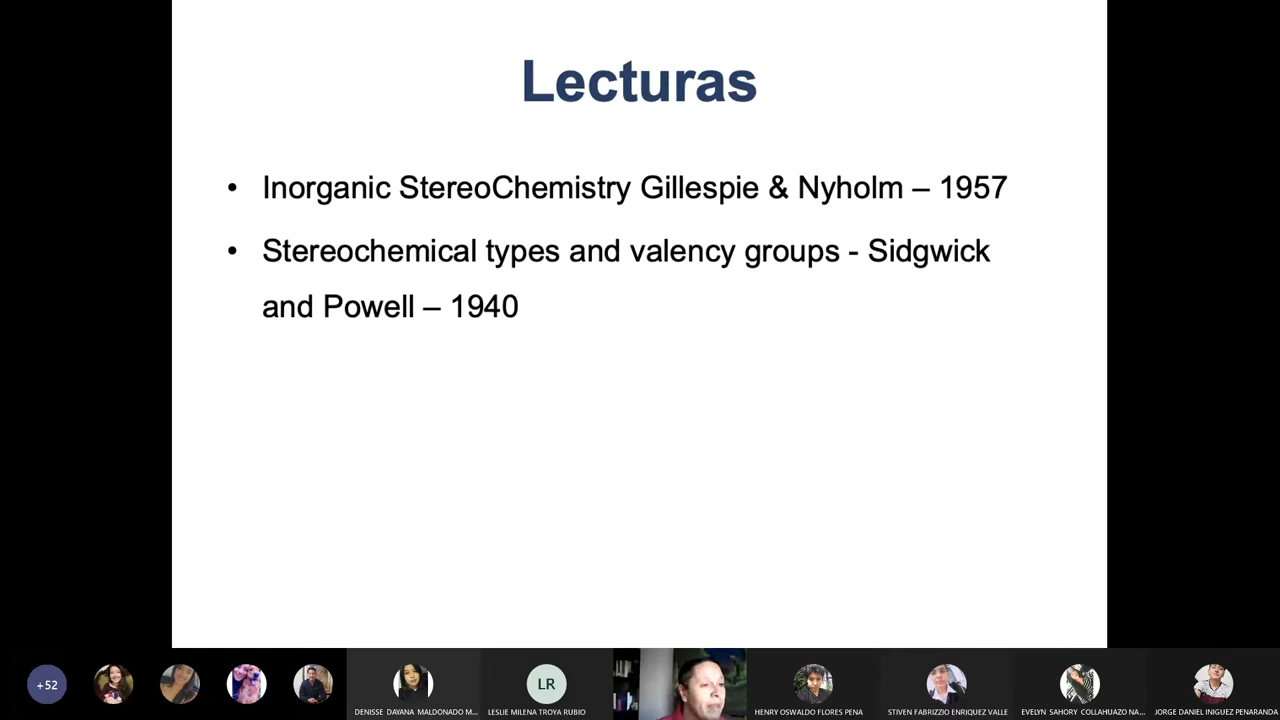 Lecturas
• Inorganic StereoChemistry Gillespie & Nyholm – 1957
• Stereochemical types and valency groups - Sidgwick
and Powell – 1940
+52
DENISSE DAYANA MALDONADO M...
LR
LESLIE MILENA TROYA RUBIO
HENRY OSWALDO FLORES PENA
STIVEN FABRIZZIO ENRIQUEZ VALLE
EVELYN SAHORY COLLAHUAZO NA...
JORGE DANIEL INIGUEZ PENARANDA